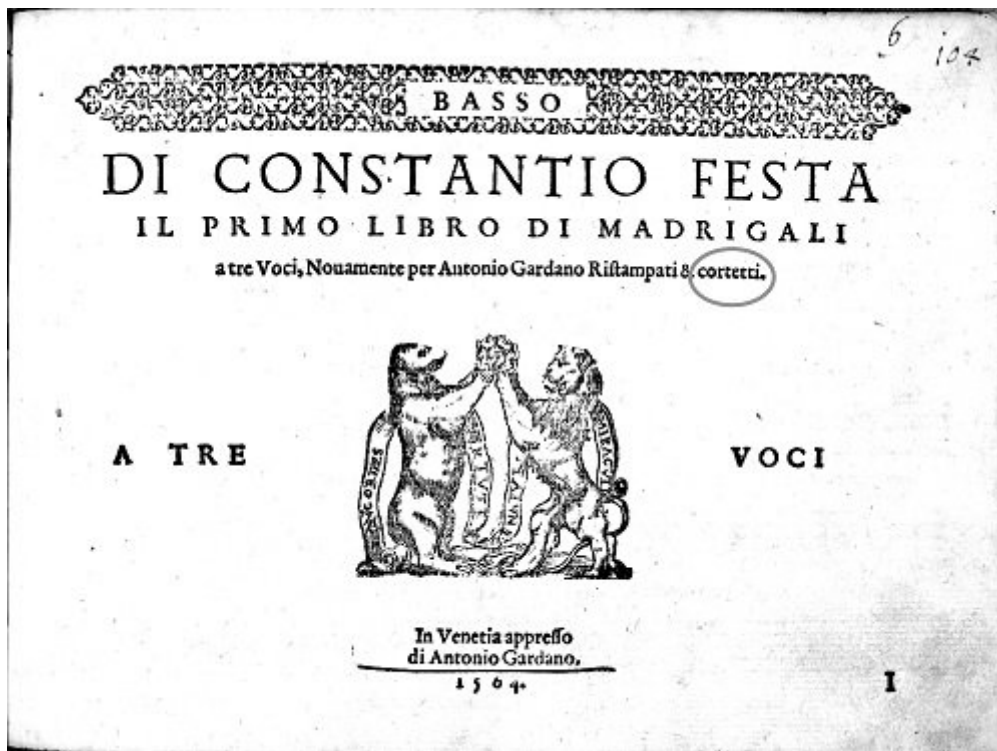 6 104
BASSO
DI CONSTANTIO FESTA
IL PRIMO LIBRO DI MADRIGALI
a tre Voci, Nouamente per Antonio Gardano Riſtampati & cortetti.
A TRE VOCI
In Venetia appreſſo
di Antonio Gardano.
1564.
I